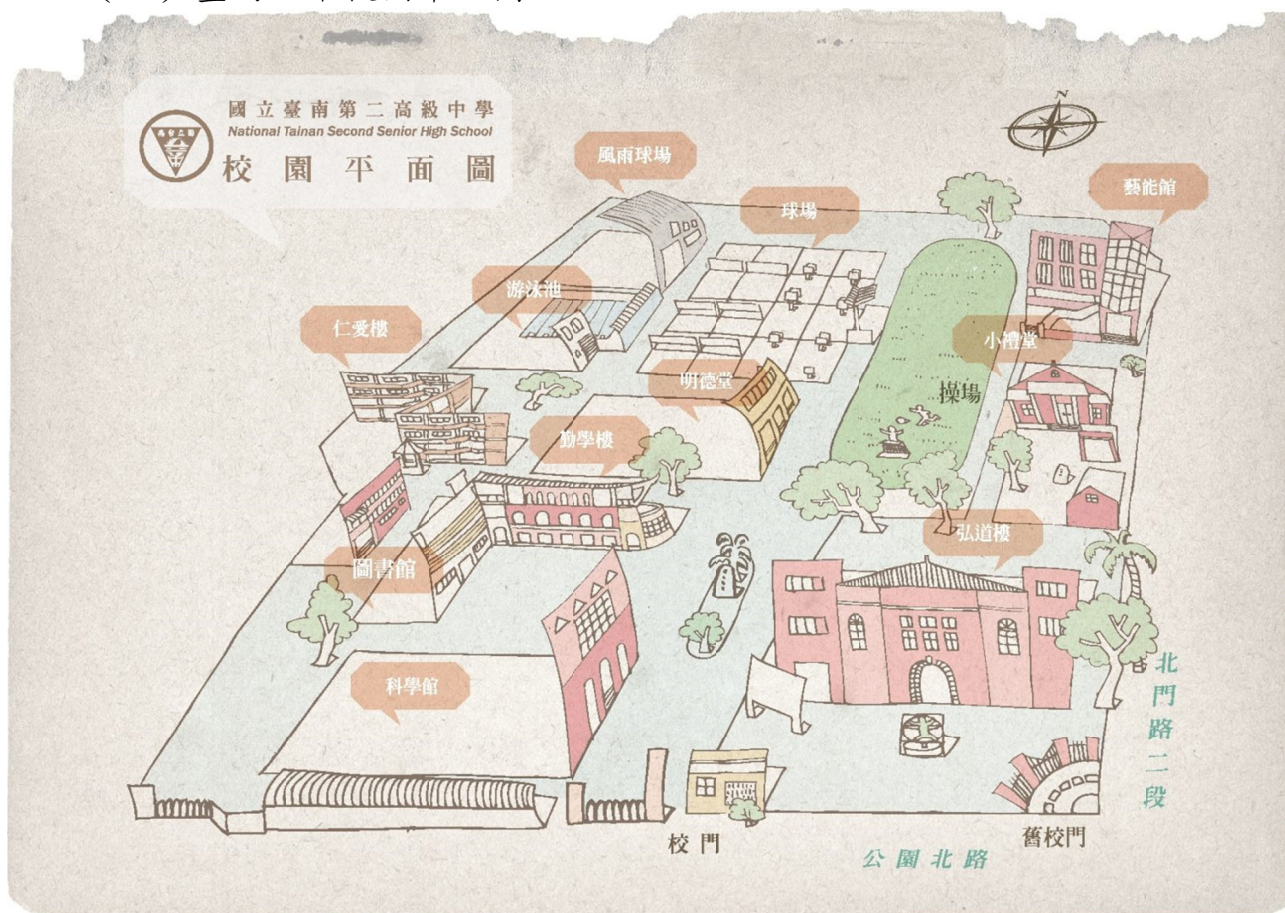 國立臺南第二高級中學
National Tainan Second Senior High School
校園平面圖
N
風雨球場
藝能館
球場
游泳池
仁愛樓
小禮堂
明德堂
操場
勤學樓
弘道樓
圖書館
科學館
北門路二段
校門
舊校門
公園北路